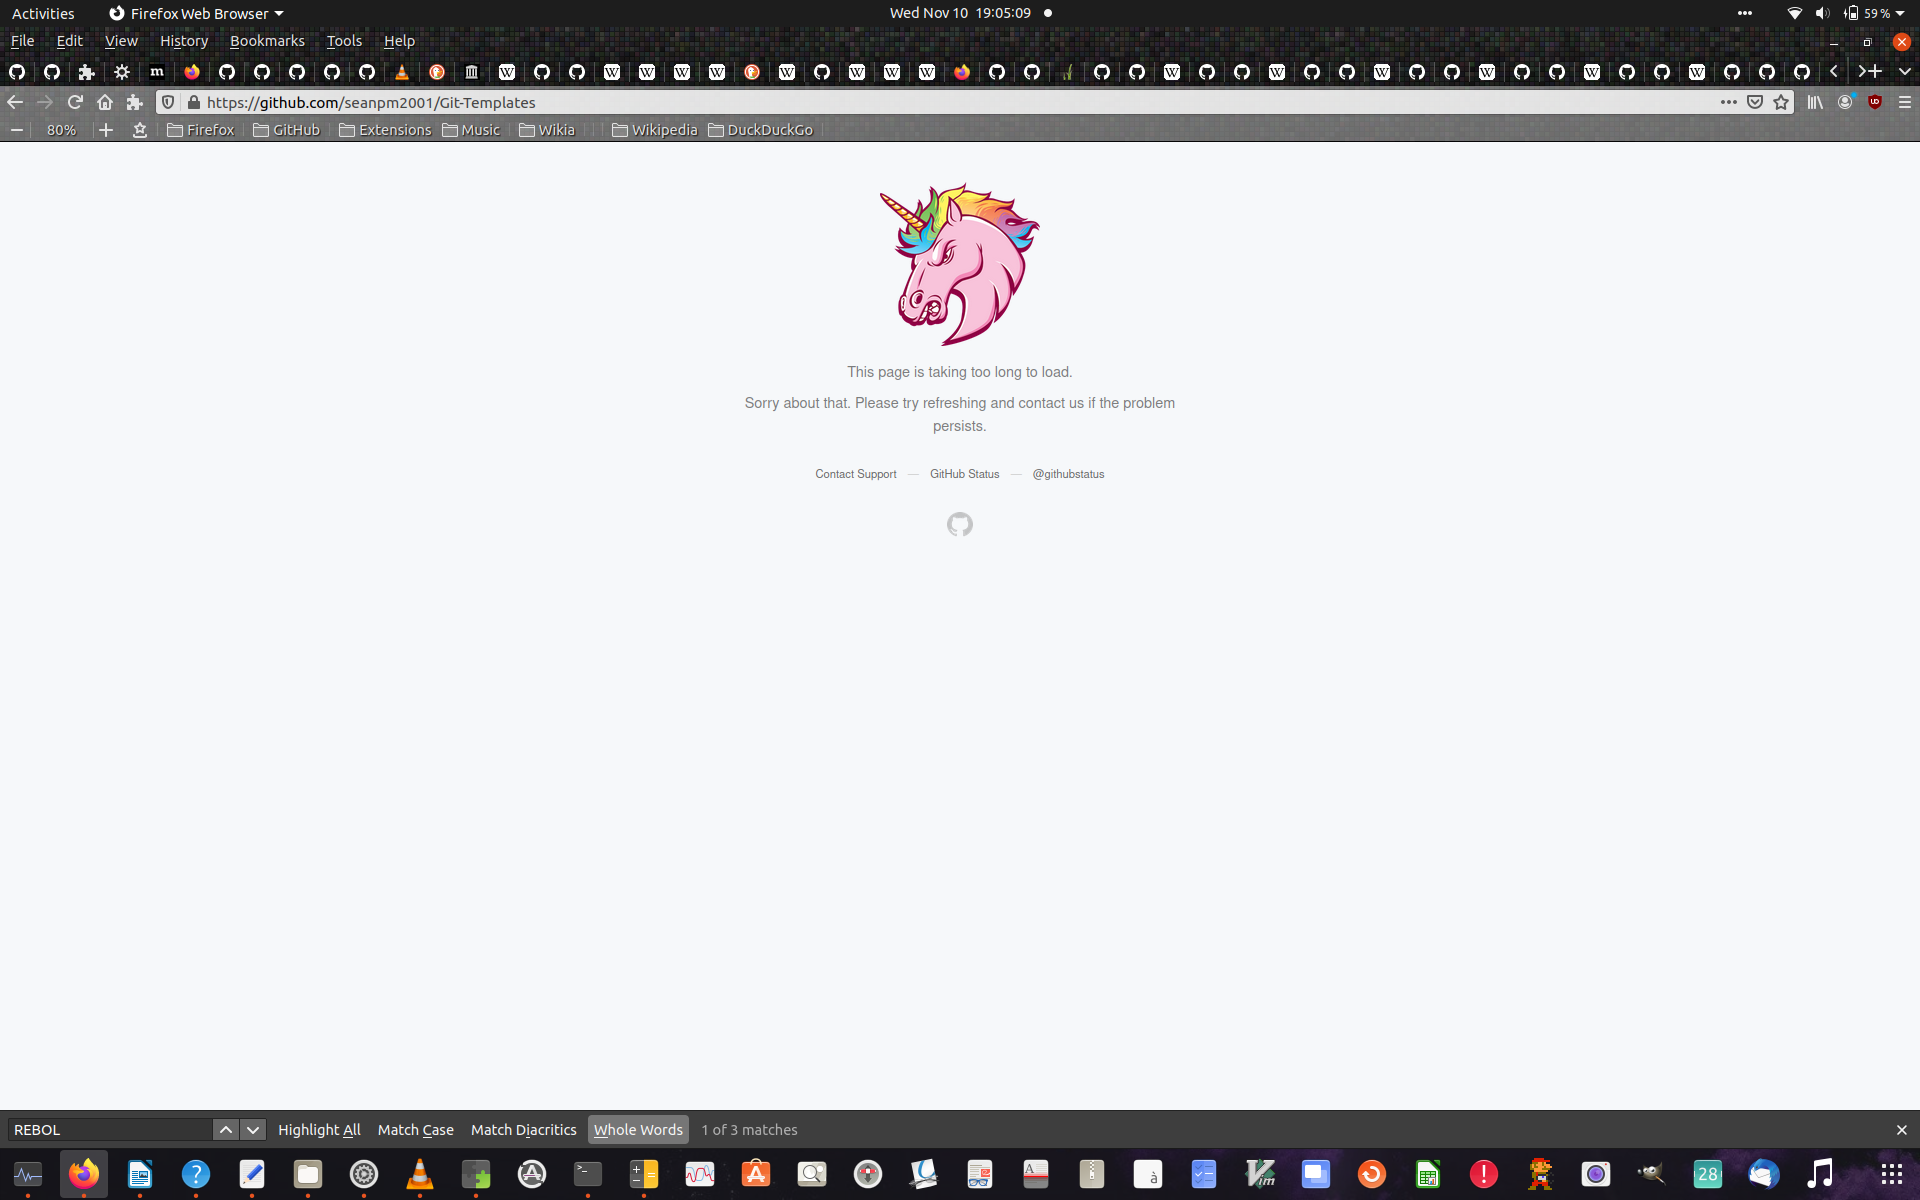 Activities
Firefox Web Browser
Wed Nov 10 19:05:09
59 %
File Edit View History Bookmarks Tools Help
https://github.com/seanpm2001/Git-Templates
80%
Firefox
GitHub
Extensions
Music
Wikia
Wikipedia
DuckDuckGo
This page is taking too long to load.
Sorry about that. Please try refreshing and contact us if the problem
persists.
Contact Support — GitHub Status — @githubstatus
REBOL
Highlight All
Match Case
Match Diacritics
Whole Words
1 of 3 matches
28